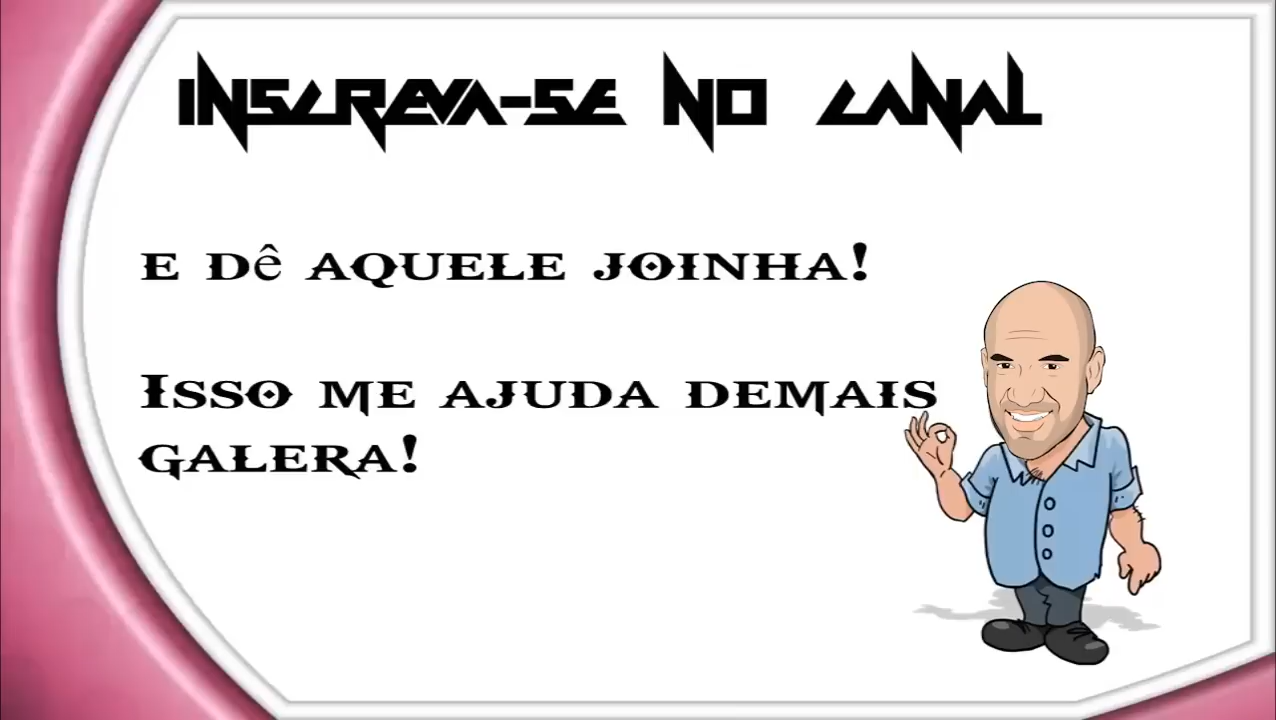 INSCREVA-SE NO CANAL
E DÊ AQUELE JOINHA!
ISSO ME AJUDA DEMAIS
GALERA!